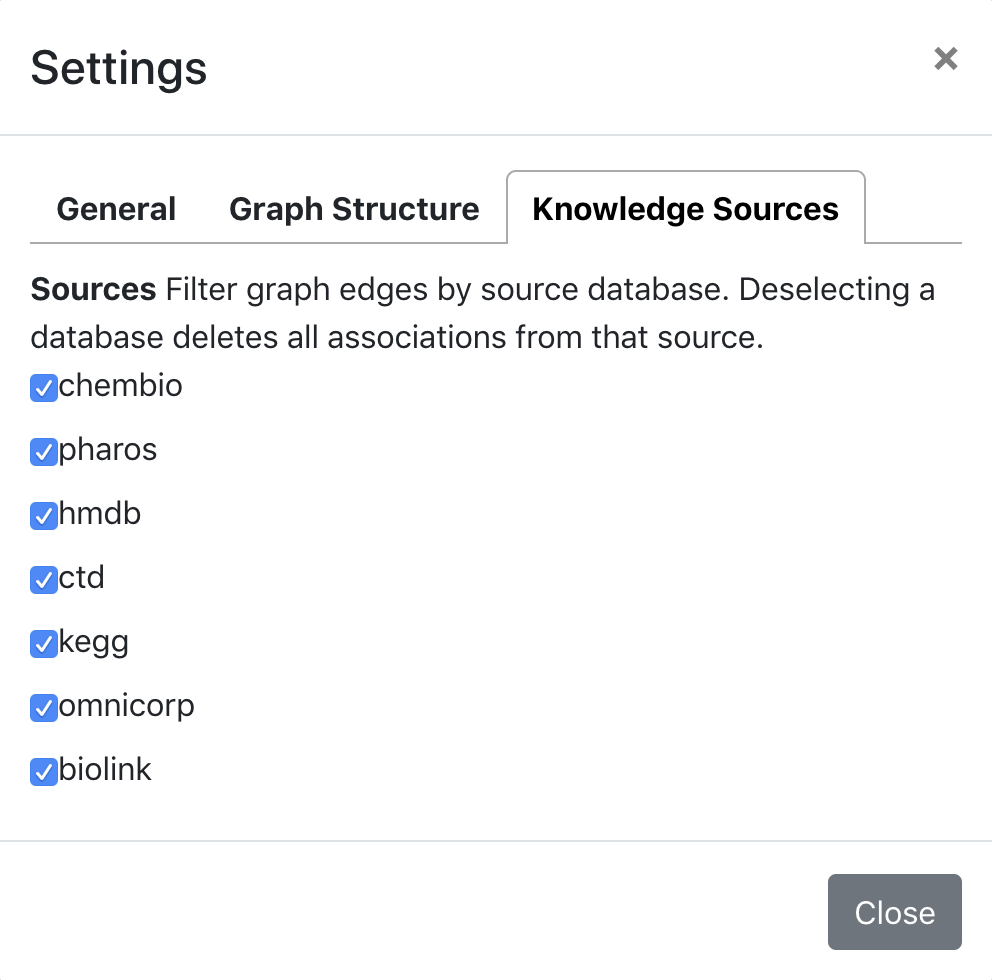 Settings
×
General Graph Structure Knowledge Sources
Sources Filter graph edges by source database. Deselecting a
database deletes all associations from that source.
chembio
pharos
hmdb
ctd
kegg
omnicorp
biolink
Close